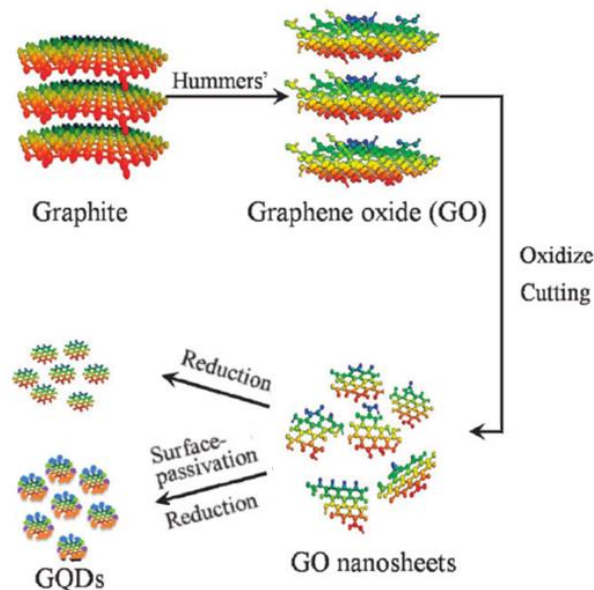 Hummers'
Graphite
Graphene oxide (GO)
Oxidize
Cutting
Reduction
Surface-
passivation
Reduction
GQDs
GO nanosheets